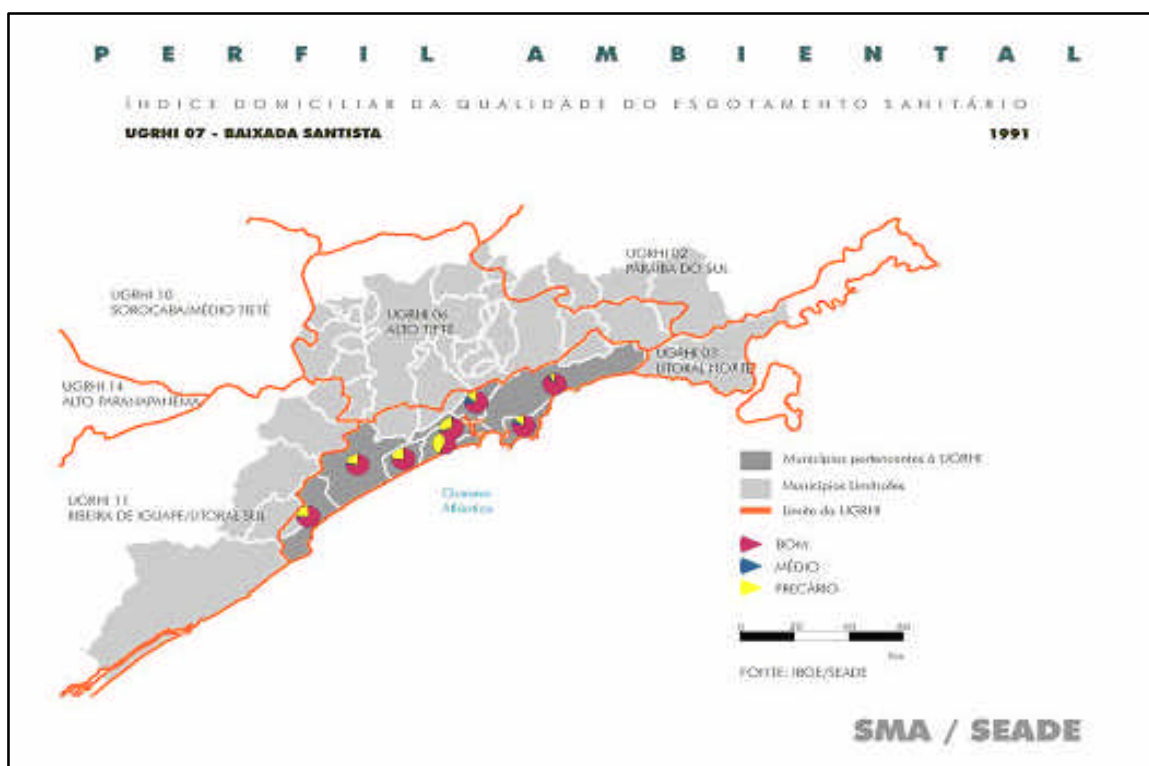 PERFIL AMBIENTAL
ÍNDICE DOMICILIAR DA QUALIDADE DO ESGOTAMENTO SANITÁRIO
UGRHI 07 - BAIXADA SANTISTA 1991
UGRHI 02
PARAÍBA DO SUL
UGRHI 10
SOROCABA/MÉDIO TIETÊ
UGRHI 06
ALTO TIETÊ
UGRHI 03
LITORAL NORTE
UGRHI 14
ALTO PARANAPANEMA
UGRHI 11
RIBEIRA DE IGUAPE/LITORAL SUL
Oceano
Atlântico
Municípios pertencentes à UGRHI
Municípios Limítrofes
Limite da UGRHI
BOM
MÉDIO
PRECÁRIO
0
Km
FONTE: IBGE/SEADE
SMA / SEADE